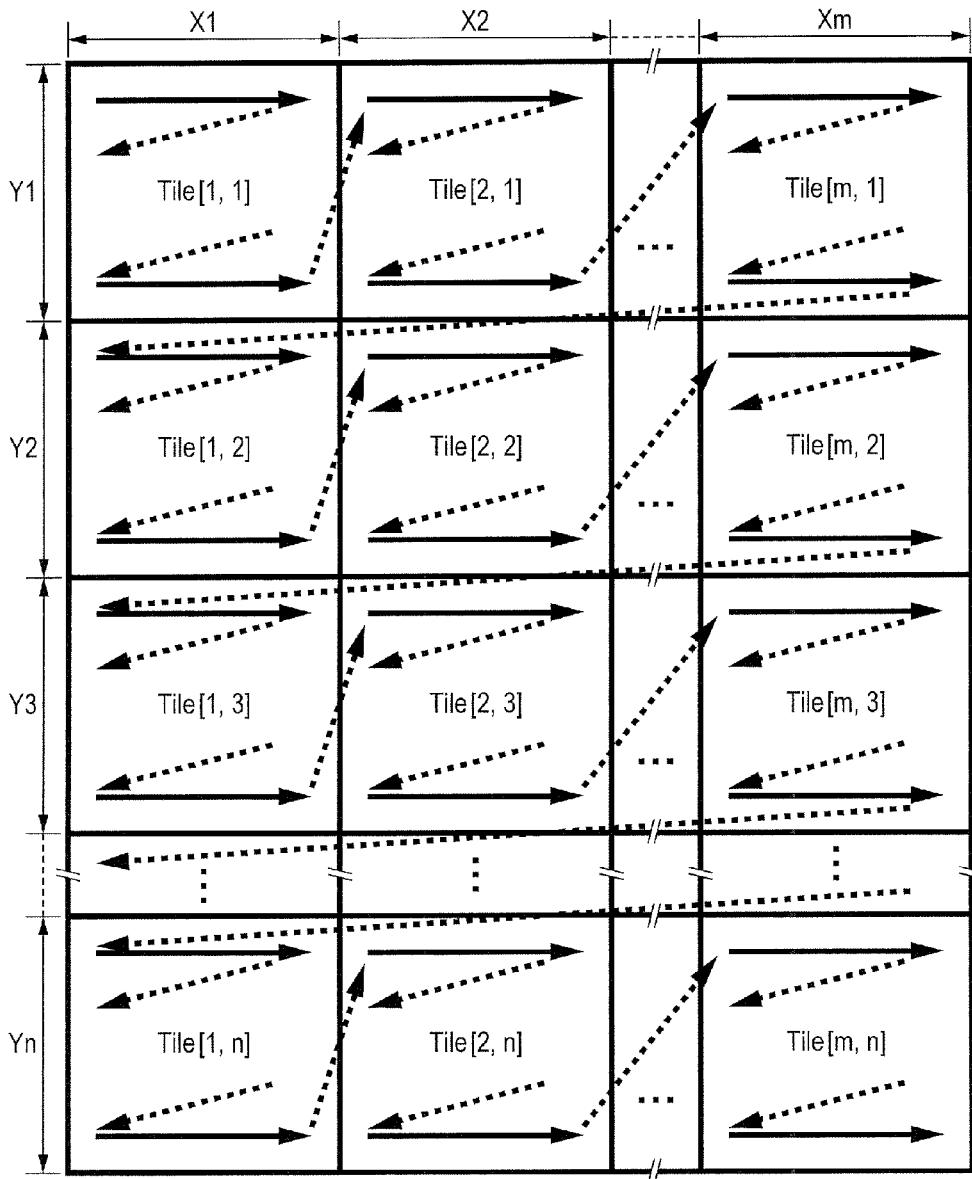 X1 X2 Xm
Y1 Tile[1, 1] Tile[2, 1] Tile[m, 1]
...
Y2 Tile[1, 2] Tile[2, 2] Tile[m, 2]
...
Y3 Tile[1, 3] Tile[2, 3] Tile[m, 3]
...
Yn Tile[1, n] Tile[2, n] Tile[m, n]
...